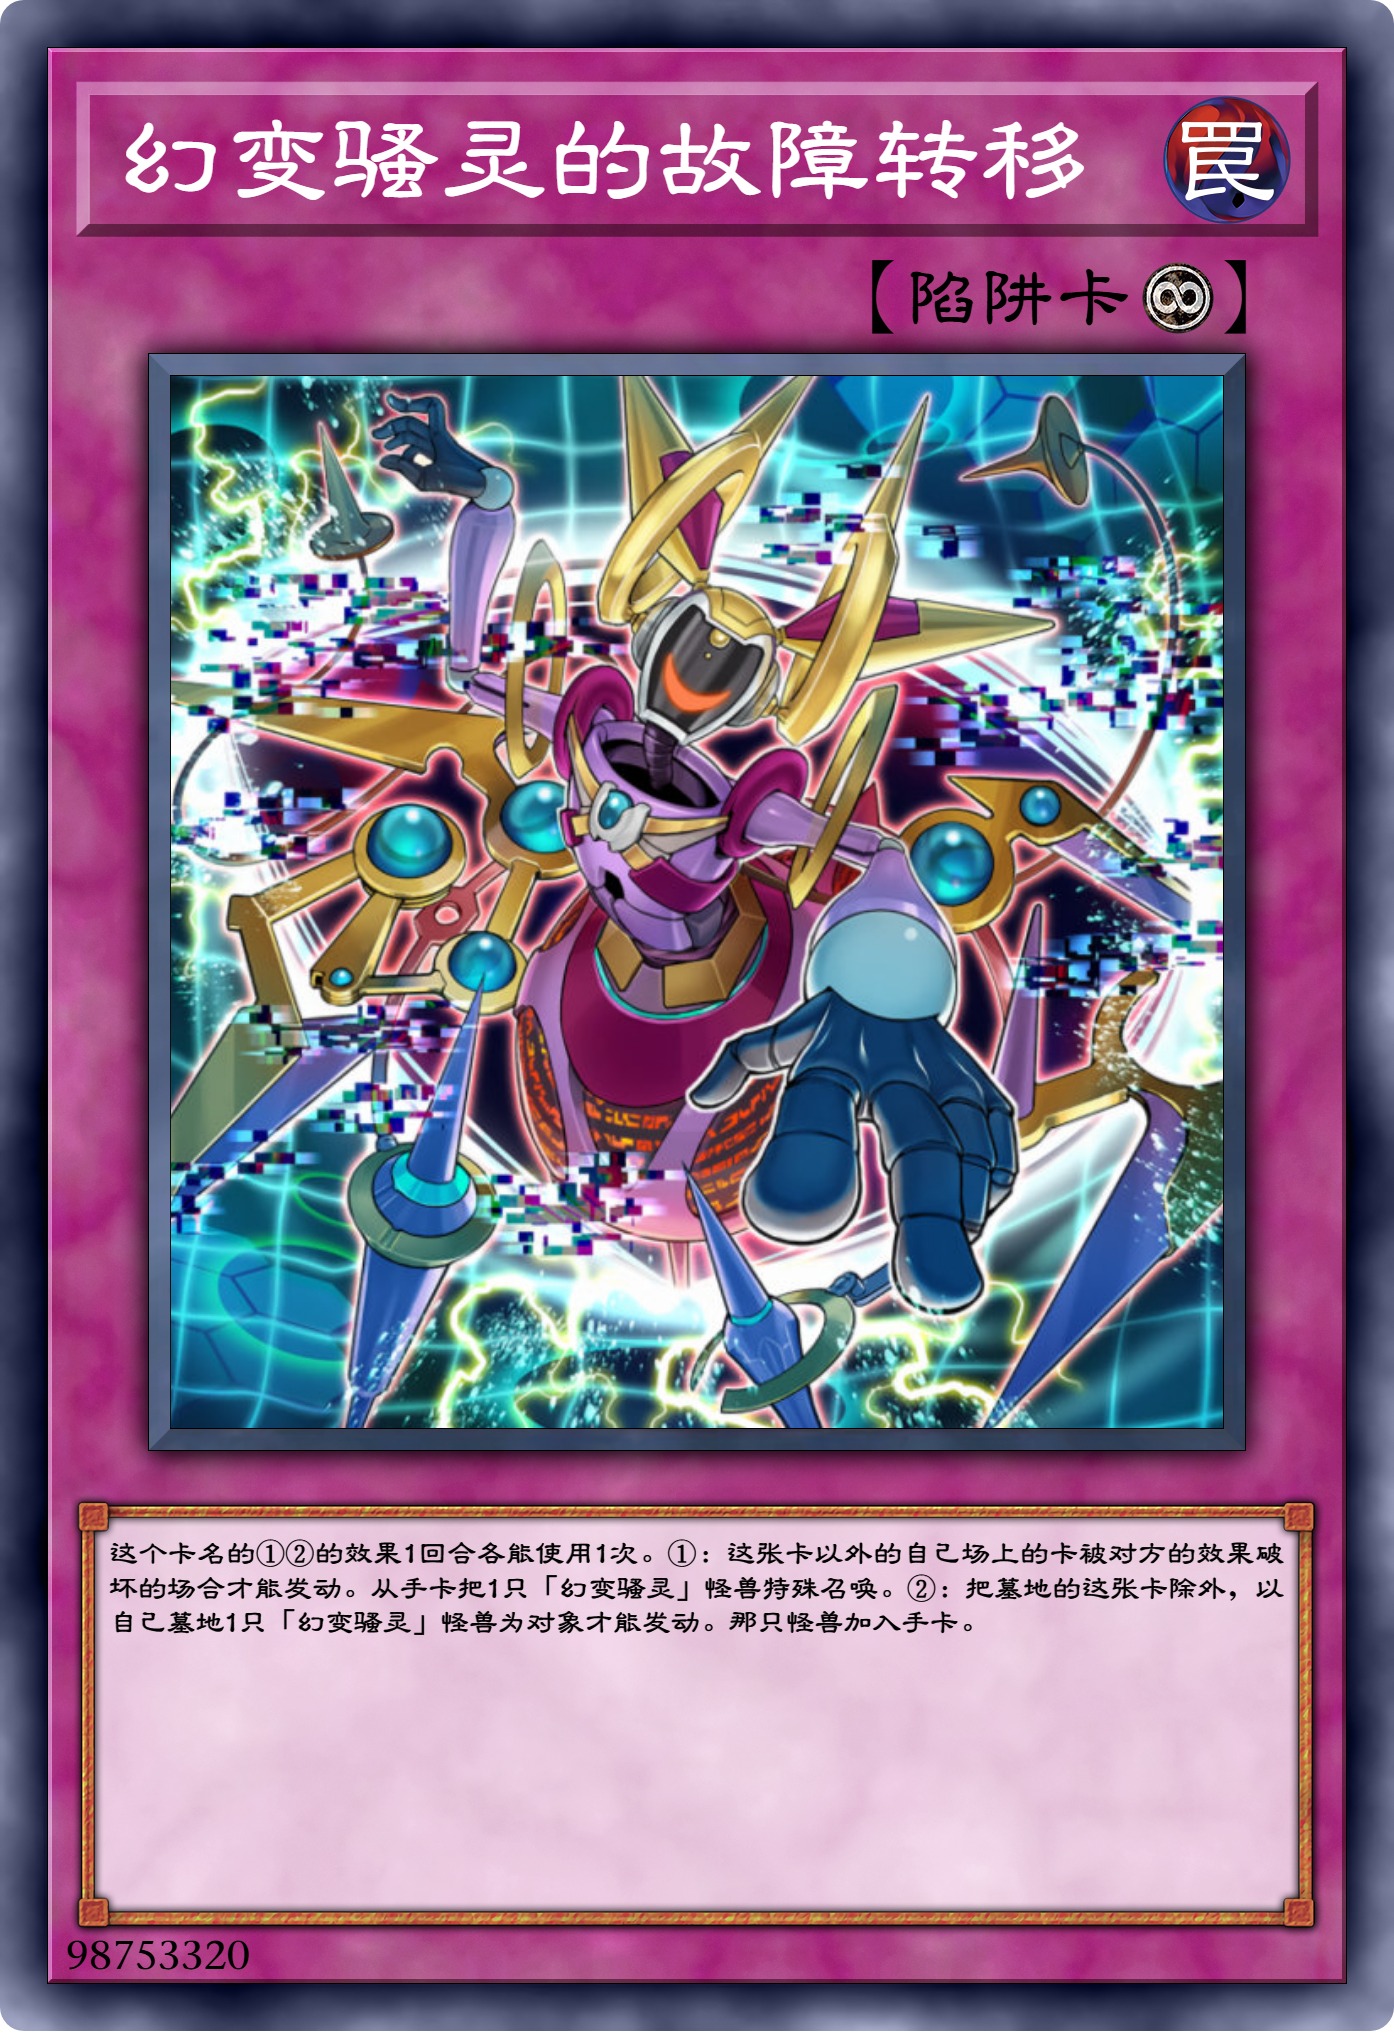 幻变骚灵的故障转移 罠
【陷阱卡】
这个卡名的①②的效果1回合各能使用1次。①：这张卡以外的自己场上的卡被对方的效果破
坏的场合才能发动。从手卡把1只「幻变骚灵」怪兽特殊召唤。②：把墓地的这张卡除外，以
自己墓地1只「幻变骚灵」怪兽为对象才能发动。那只怪兽加入手卡。
98753320